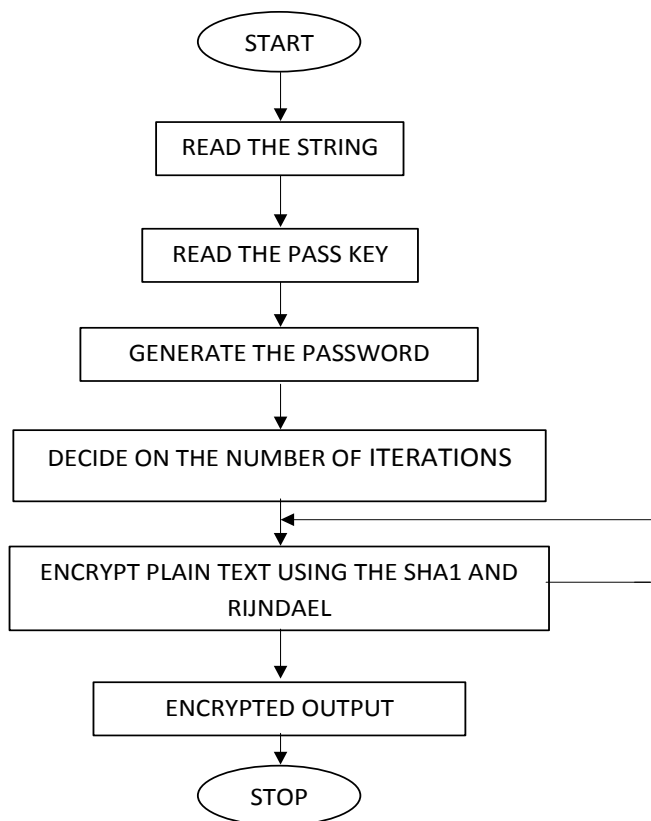 START
READ THE STRING
READ THE PASS KEY
GENERATE THE PASSWORD
DECIDE ON THE NUMBER OF ITERATIONS
ENCRYPT PLAIN TEXT USING THE SHA1 AND
RIJNDAEL
ENCRYPTED OUTPUT
STOP